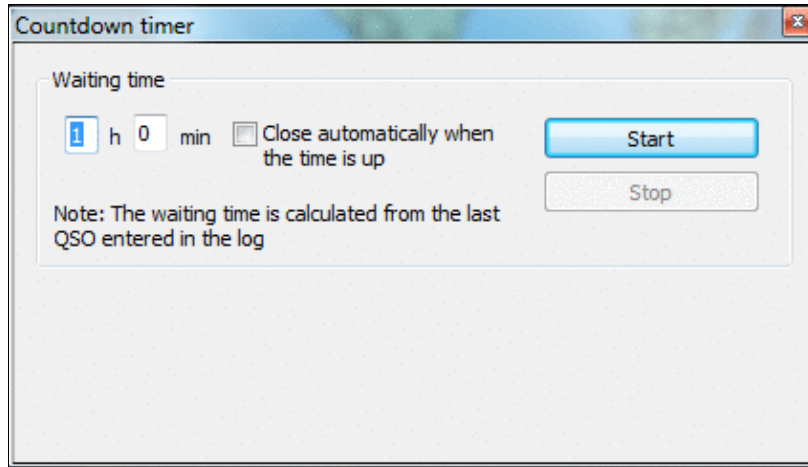 Countdown timer
Waiting time
1 h 0 min
Close automatically when
the time is up
Start
Stop
Note: The waiting time is calculated from the last
QSO entered in the log